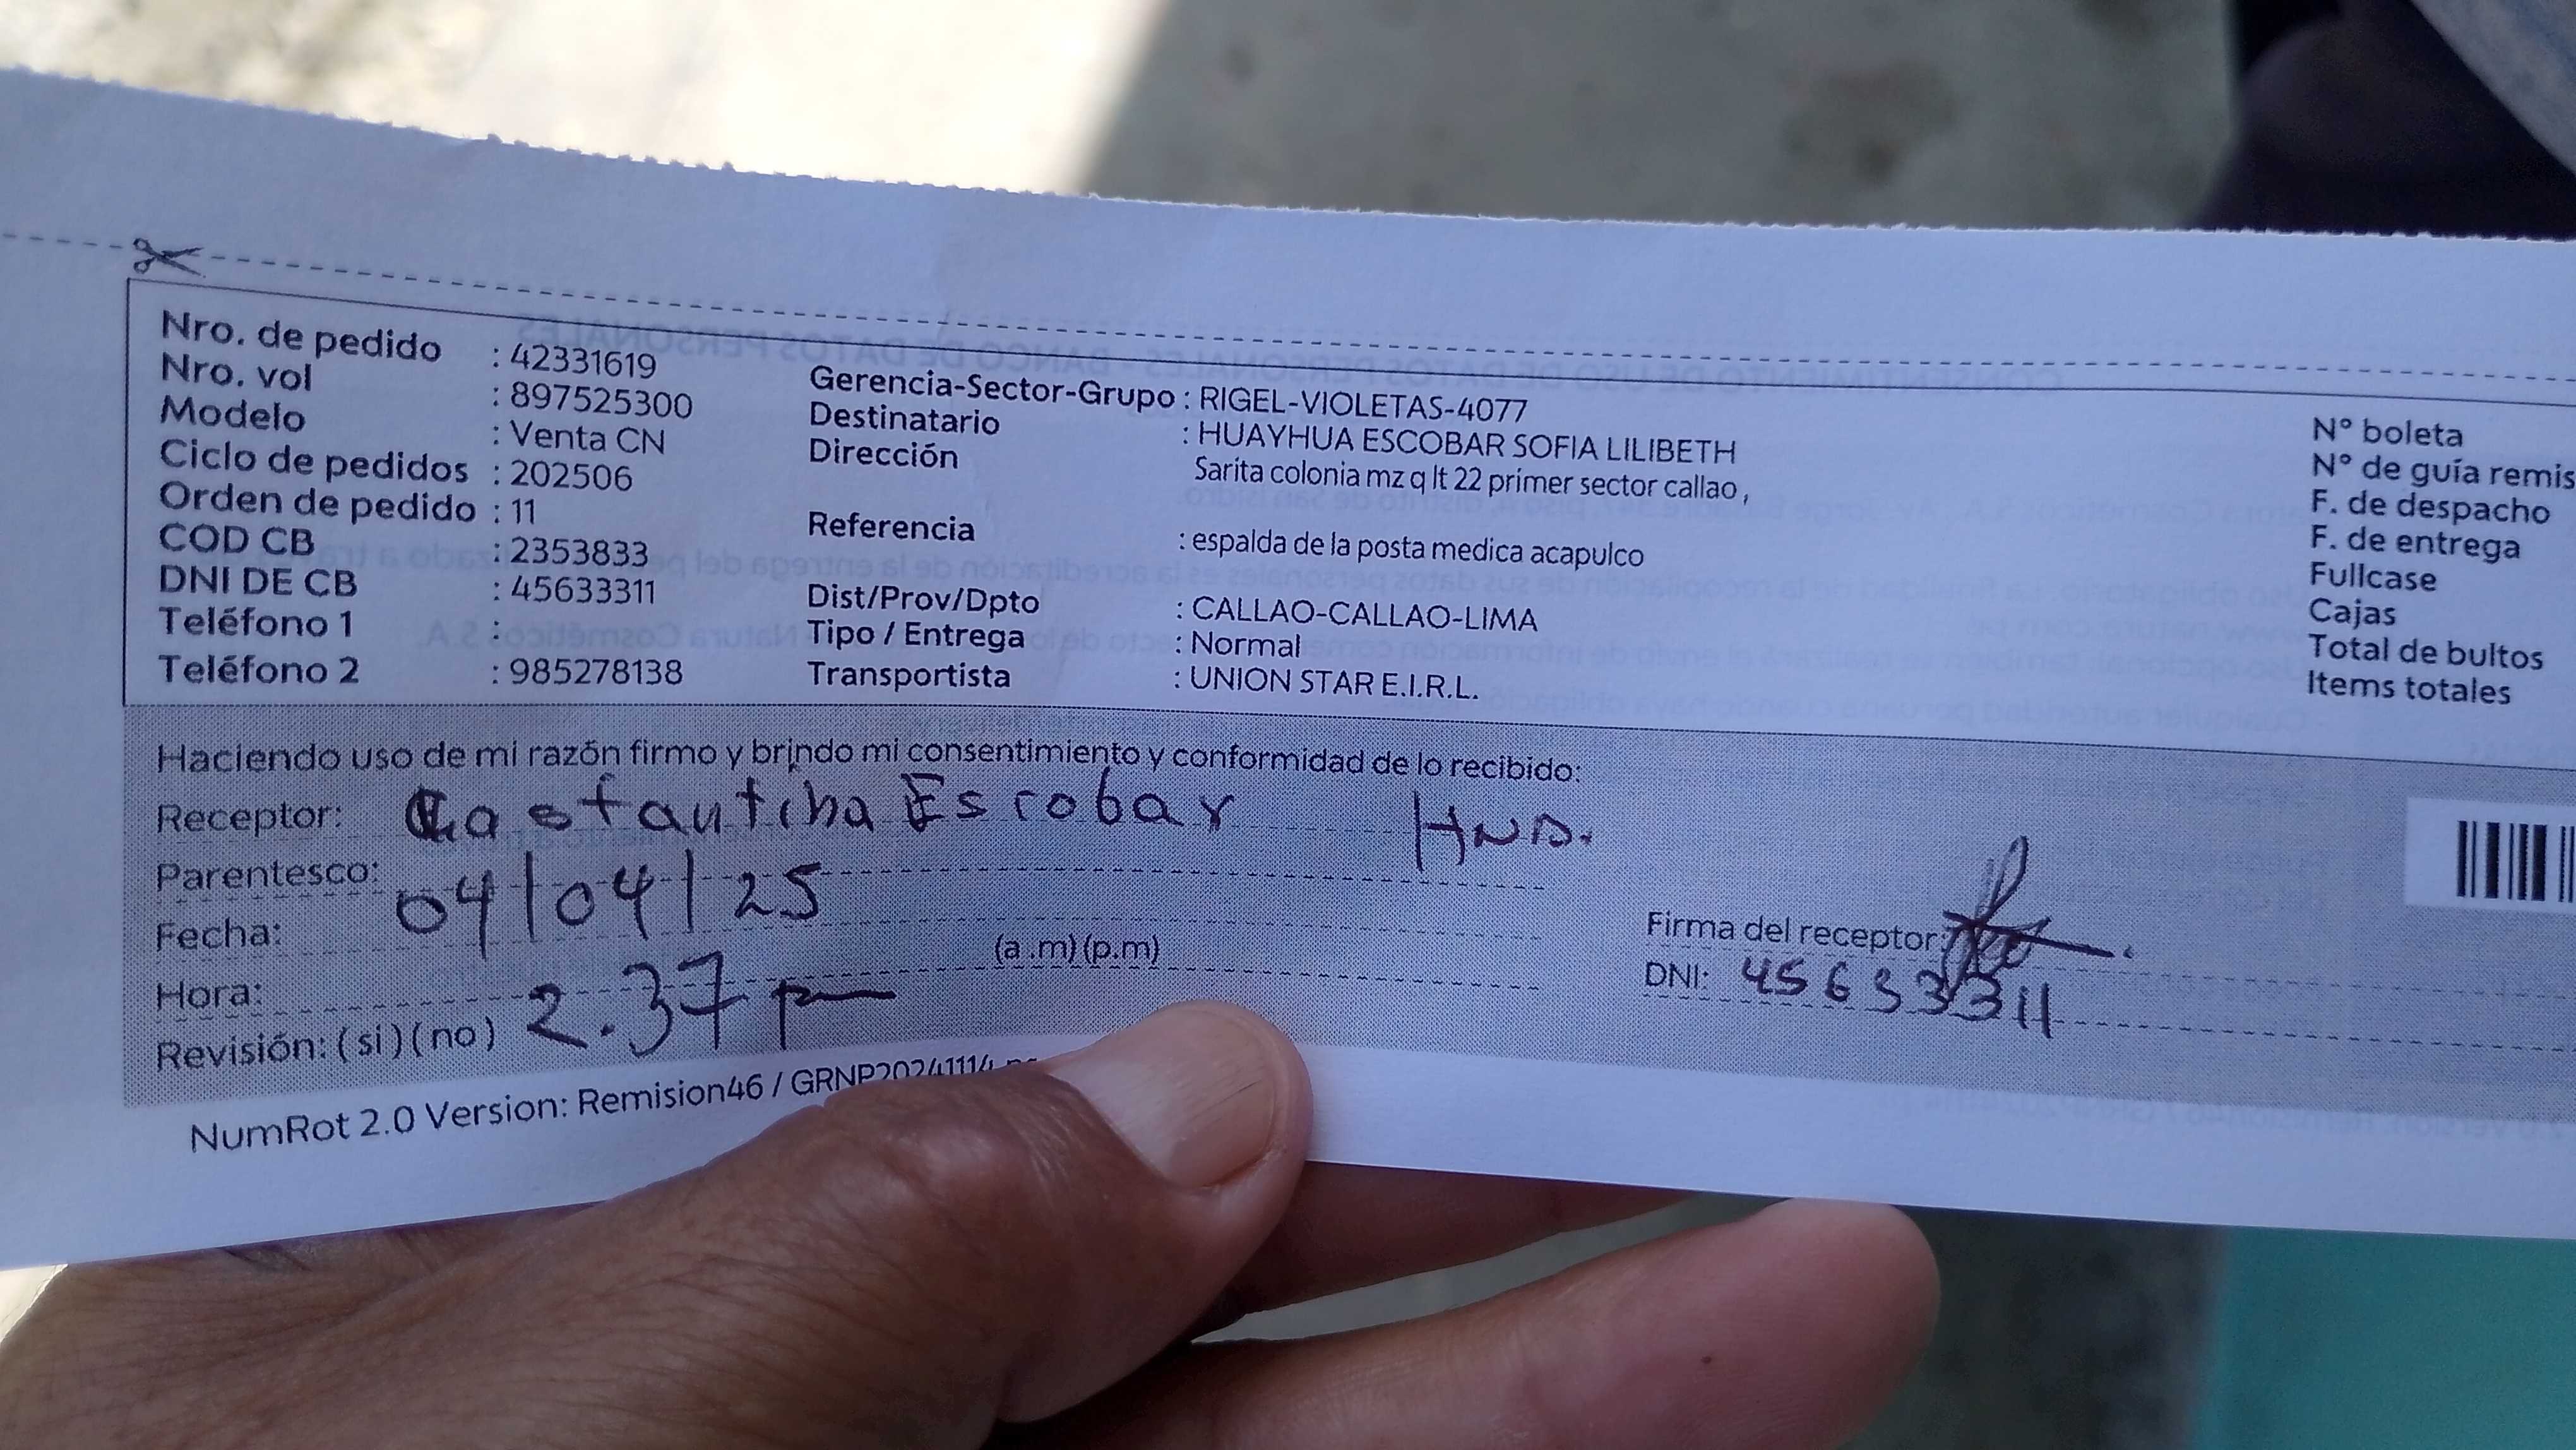 Nro. de pedido : 42331619
Nro. vol : 897525300
Modelo : Venta CN
Ciclo de pedidos : 202506
Orden de pedido : 11
COD CB : 2353833
DNI DE CB : 45633311
Teléfono 1 :
Teléfono 2 : 985278138
Gerencia-Sector-Grupo : RIGEL-VIOLETAS-4077
Destinatario : HUAYHUA ESCOBAR SOFIA LILIBETH
Dirección Sarita colonia mz q lt 22 primer sector callao ,
Referencia : espalda de la posta medica acapulco
Dist/Prov/Dpto : CALLAO-CALLAO-LIMA
Tipo / Entrega : Normal
Transportista : UNION STAR E.I.R.L.
N° boleta
N° de guía remis
F. de despacho
F. de entrega
Fullcase
Cajas
Total de bultos
Items totales
Haciendo uso de mi razón firmo y brindo mi consentimiento y conformidad de lo recibido:
Receptor: Escobar
Parentesco:
Fecha: 04/04/25
Hora: 2.37 p (a .m) (p.m)
Revisión: ( si ) ( no )
Firma del receptor:
DNI: 45633311
NumRot 2.0 Version: Remision46 / GRNP20241114